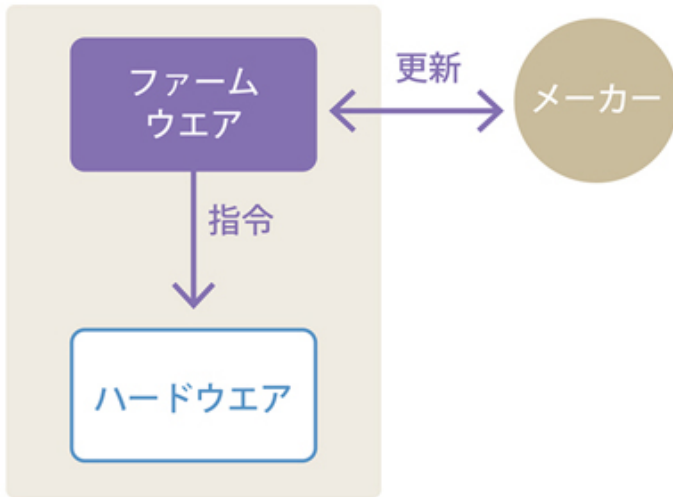 ファーム
ウエア
更新
メーカー
指令
ハードウエア